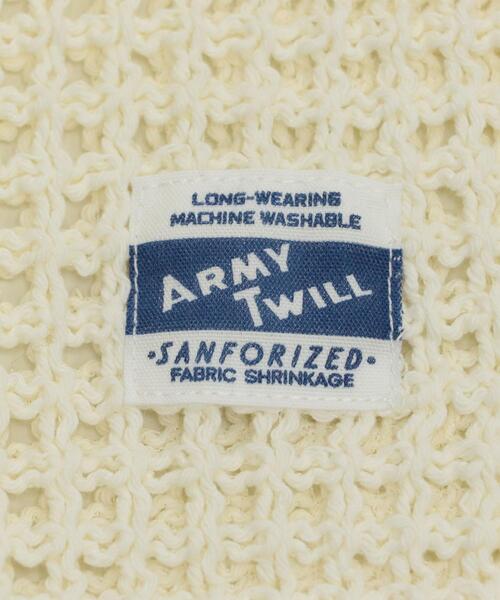 LONG-WEARING
MACHINE WASHABLE
ARMY
TWILL
·SANFORIZED·
FABRIC SHRINKAGE